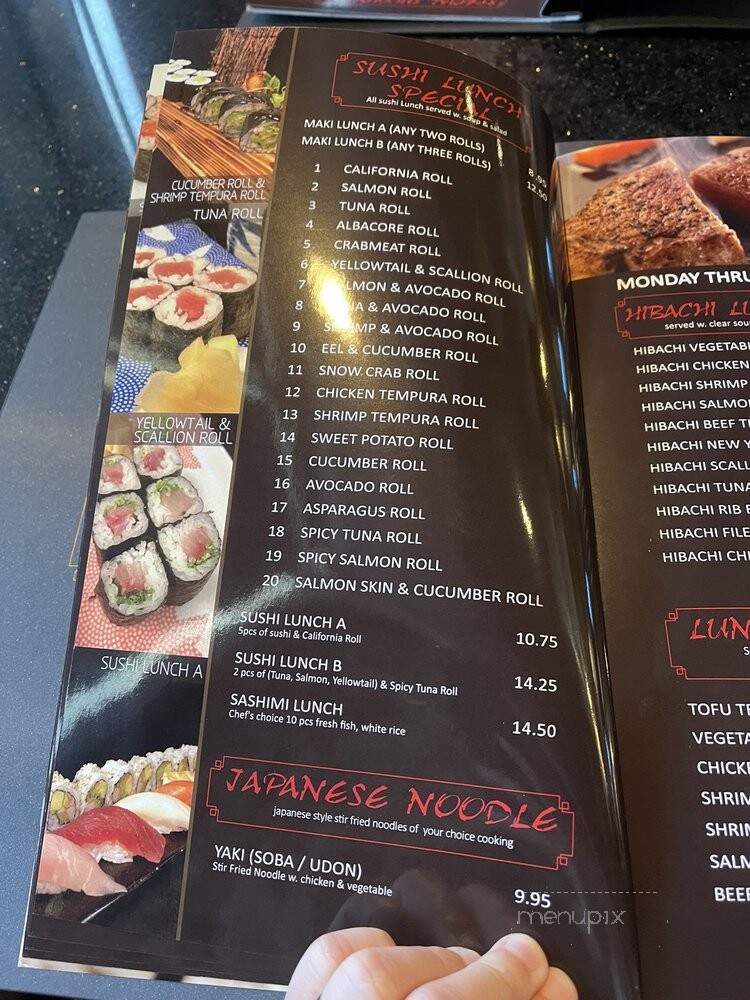 SUSHI LUNCH
SPECIAL
All sushi Lunch served w. soup & salad
MAKI LUNCH A (ANY TWO ROLLS) 8.95
MAKI LUNCH B (ANY THREE ROLLS) 12.50
1 CALIFORNIA ROLL
2 SALMON ROLL
3 TUNA ROLL
4 ALBACORE ROLL
5 CRABMEAT ROLL
6 YELLOWTAIL & SCALLION ROLL
7 SALMON & AVOCADO ROLL
8 TUNA & AVOCADO ROLL
9 SHRIMP & AVOCADO ROLL
10 EEL & CUCUMBER ROLL
11 SNOW CRAB ROLL
12 CHICKEN TEMPURA ROLL
13 SHRIMP TEMPURA ROLL
14 SWEET POTATO ROLL
15 CUCUMBER ROLL
16 AVOCADO ROLL
17 ASPARAGUS ROLL
18 SPICY TUNA ROLL
19 SPICY SALMON ROLL
20 SALMON SKIN & CUCUMBER ROLL
SUSHI LUNCH A 10.75
5pcs of sushi & California Roll
SUSHI LUNCH B 14.25
2 pcs of (Tuna, Salmon, Yellowtail) & Spicy Tuna Roll
SASHIMI LUNCH 14.50
Chef's choice 10 pcs fresh fish, white rice
JAPANESE NOODLE
japanese style stir fried noodles of your choice cooking
YAKI (SOBA / UDON) 9.95
Stir Fried Noodle w. chicken & vegetable
CUCUMBER ROLL &
SHRIMP TEMPURA ROLL
TUNA ROLL
YELLOWTAIL &
SCALLION ROLL
SUSHI LUNCH A
MONDAY THRU
HIBACHI LU
served w. clear sou
HIBACHI VEGETAB
HIBACHI CHICKEN
HIBACHI SHRIMP
HIBACHI SALMO
HIBACHI BEEF T
HIBACHI NEW Y
HIBACHI SCALL
HIBACHI TUNA
HIBACHI RIB E
HIBACHI FILE
HIBACHI CHI
LUN
TOFU TE
VEGETA
CHICKE
SHRIM
SHRIM
SALM
BEEF
menupix